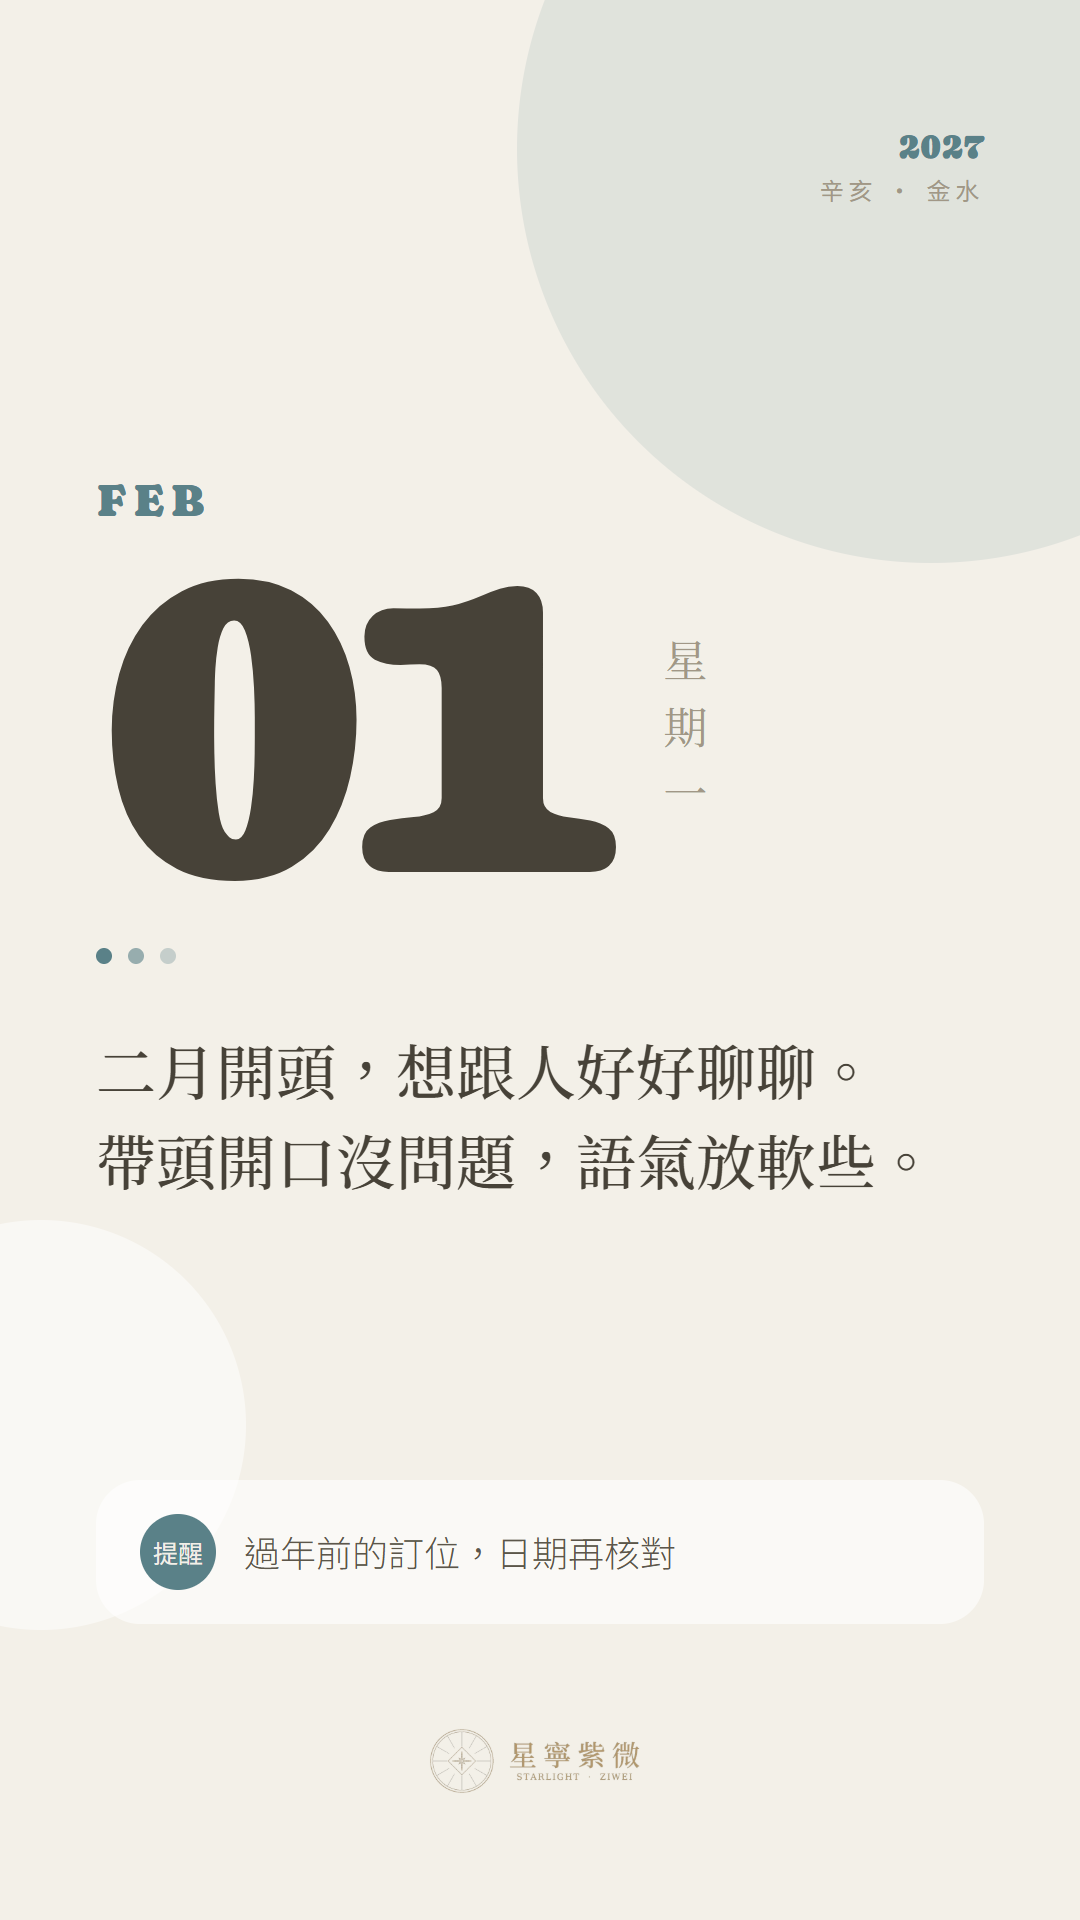 2027
辛亥 · 金水
FEB
01
星期一
二月開頭，想跟人好好聊聊。
帶頭開口沒問題，語氣放軟些。
提醒
過年前的訂位，日期再核對
星寧紫微
STARLIGHT · ZIWEI